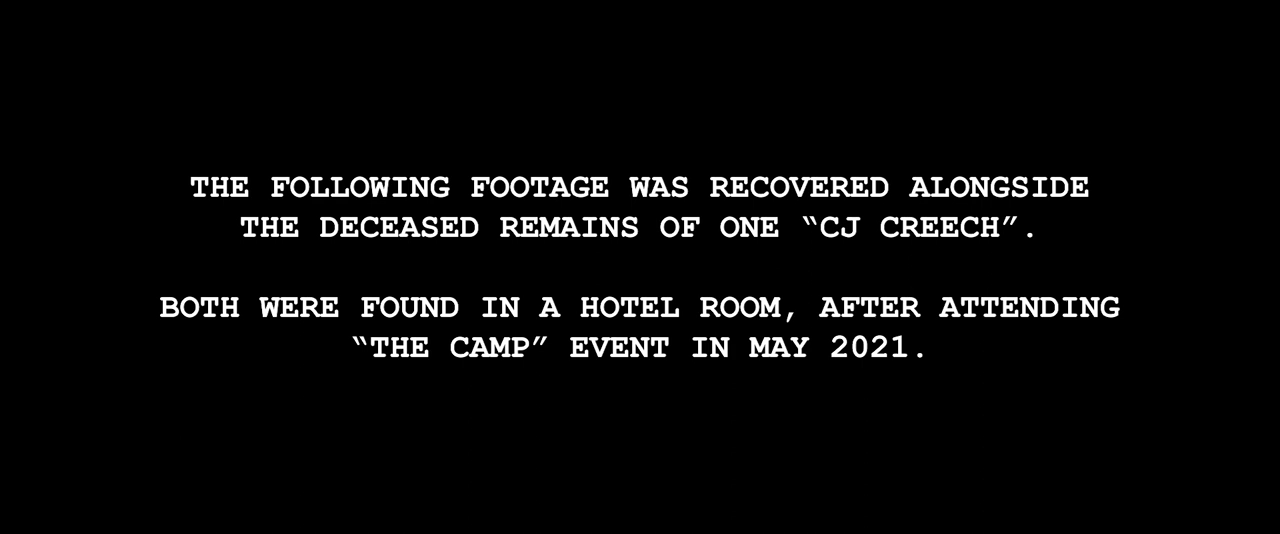 THE FOLLOWING FOOTAGE WAS RECOVERED ALONGSIDE
THE DECEASED REMAINS OF ONE “CJ CREECH”.
BOTH WERE FOUND IN A HOTEL ROOM, AFTER ATTENDING
“THE CAMP” EVENT IN MAY 2021.